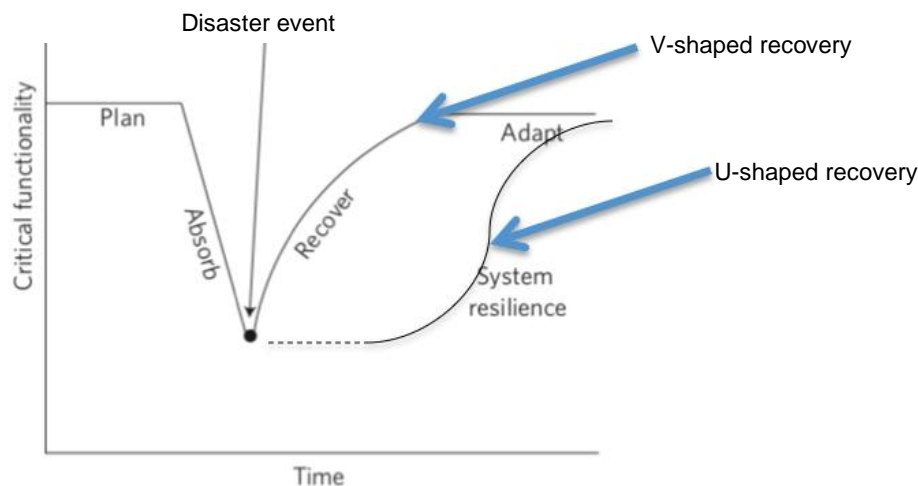 Disaster event
V-shaped recovery
Plan
Adapt
U-shaped recovery
Absorb
Recover
System
resilience
Critical functionality
Time